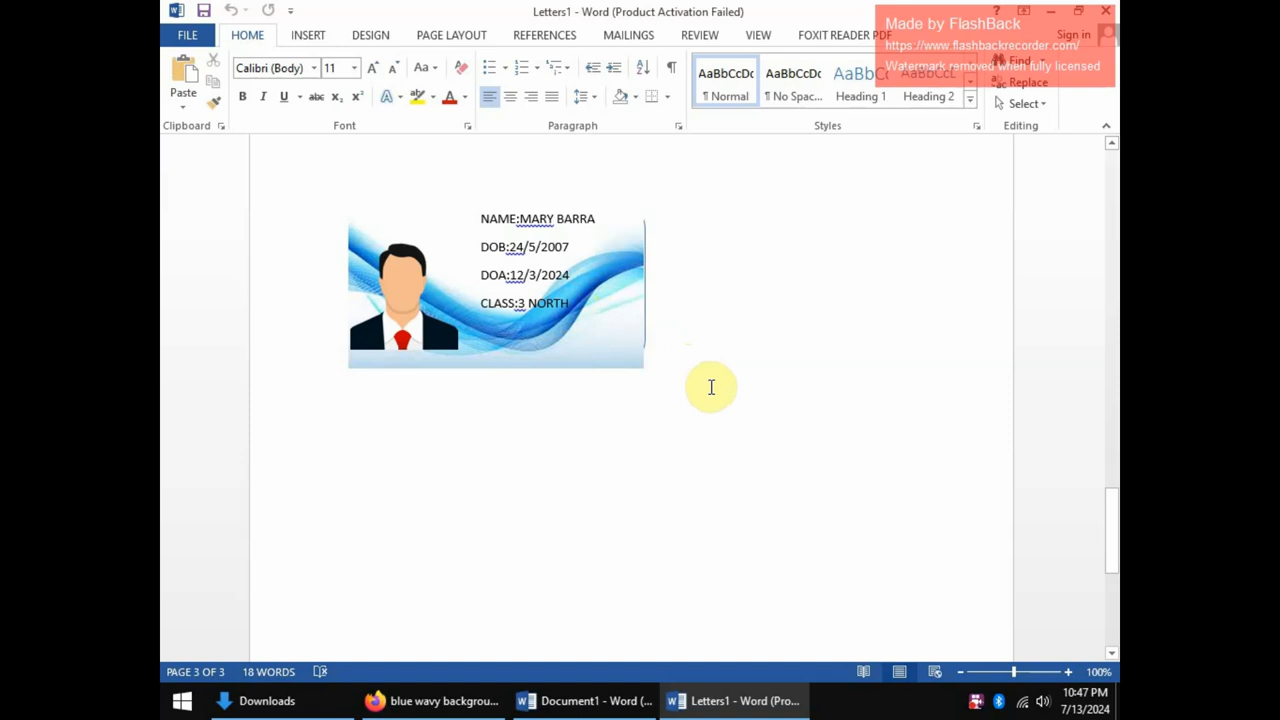 Letters1 - Word (Product Activation Failed)
Made by FlashBack
https://www.flashbackrecorder.com/
Watermark removed when fully licensed
FILE HOME INSERT DESIGN PAGE LAYOUT REFERENCES MAILINGS REVIEW VIEW FOXIT READER PDF Sign in
Paste
Calibri (Body) 11
AaBbCcDc AaBbCcDc AaBbCc AaBbCcD
¶ Normal ¶ No Spac... Heading 1 Heading 2
Find
Replace
Select
Clipboard Font Paragraph Styles Editing
NAME:MARY BARRA
DOB:24/5/2007
DOA:12/3/2024
CLASS:3 NORTH
PAGE 3 OF 3 18 WORDS 100%
Downloads blue wavy backgrou... Document1 - Word (... Letters1 - Word (Pro...
10:47 PM
7/13/2024